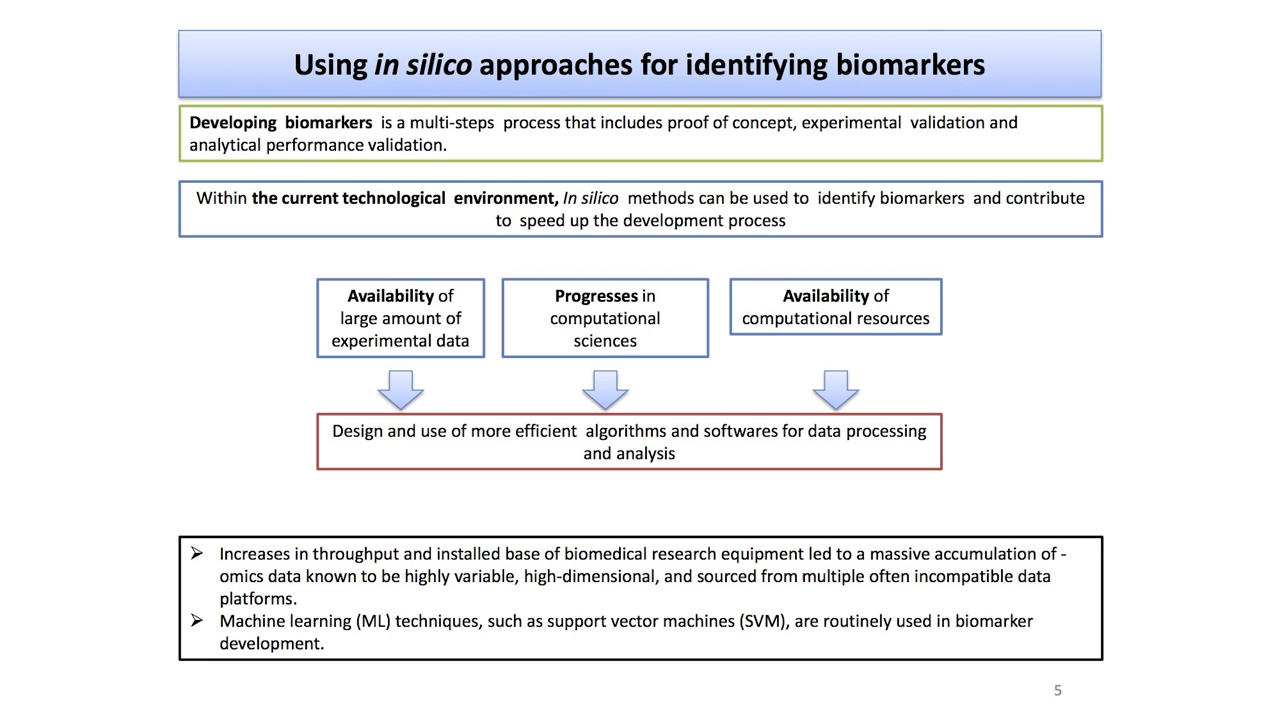 Using in silico approaches for identifying biomarkers
Developing biomarkers is a multi-steps process that includes proof of concept, experimental validation and
analytical performance validation.
Within the current technological environment, In silico methods can be used to identify biomarkers and contribute
to speed up the development process
Availability of
large amount of
experimental data
Progresses in
computational
sciences
Availability of
computational resources
Design and use of more efficient algorithms and softwares for data processing
and analysis
➢ Increases in throughput and installed base of biomedical research equipment led to a massive accumulation of -
omics data known to be highly variable, high-dimensional, and sourced from multiple often incompatible data
platforms.
➢ Machine learning (ML) techniques, such as support vector machines (SVM), are routinely used in biomarker
development.
5